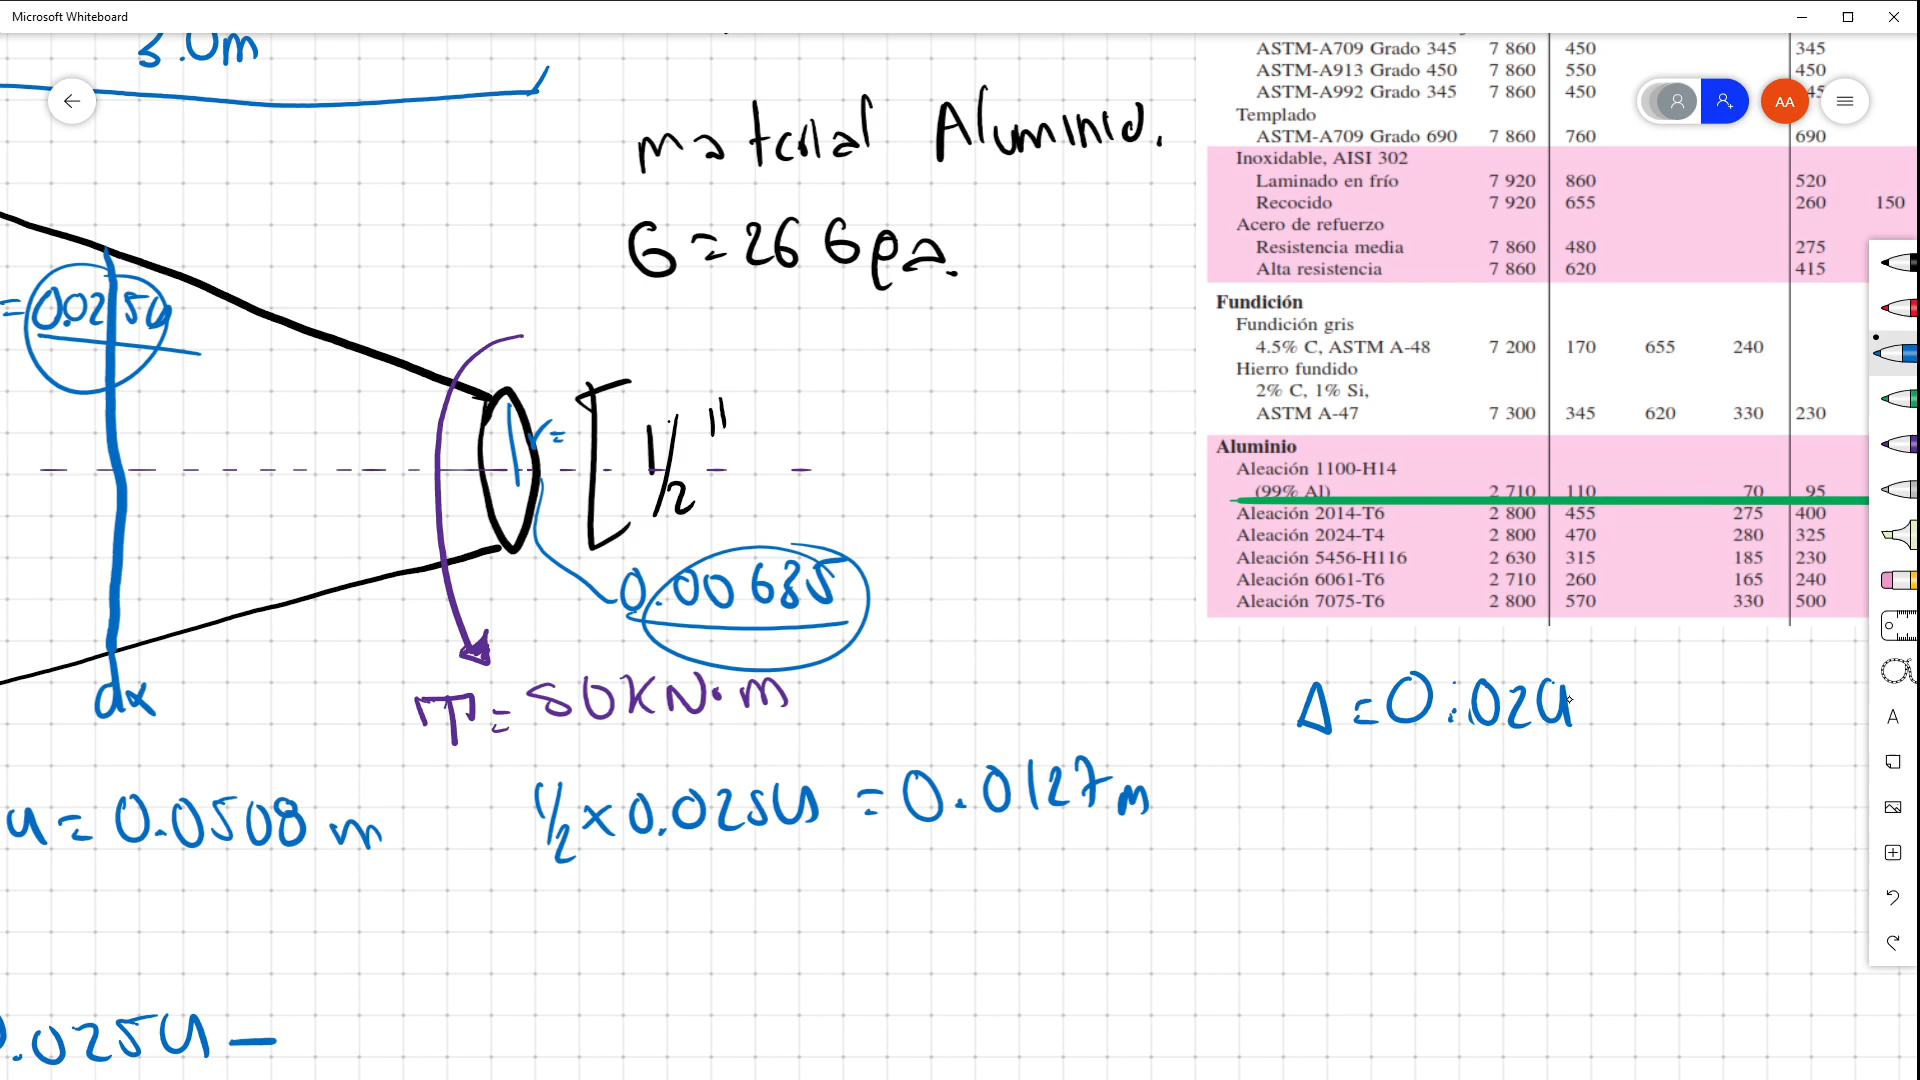 Microsoft Whiteboard
3.0m
material Aluminio.
G=26 Gpa.
=0.0254
r=
1/2"
0.00635
dx
T=80KN.m
u=0.0508 m
1/2 x 0.0254 = 0.0127 m
.0254 -
Δ=0.024
ASTM-A709 Grado 345 7 860 450 345
ASTM-A913 Grado 450 7 860 550 450
ASTM-A992 Grado 345 7 860 450 45
Templado
ASTM-A709 Grado 690 7 860 760 690
Inoxidable, AISI 302
Laminado en frío 7 920 860 520
Recocido 7 920 655 260 150
Acero de refuerzo
Resistencia media 7 860 480 275
Alta resistencia 7 860 620 415
Fundición
Fundición gris
4.5% C, ASTM A-48 7 200 170 655 240
Hierro fundido
2% C, 1% Si,
ASTM A-47 7 300 345 620 330 230
Aluminio
Aleación 1100-H14
(99% Al) 2 710 110 70 95
Aleación 2014-T6 2 800 455 275 400
Aleación 2024-T4 2 800 470 280 325
Aleación 5456-H116 2 630 315 185 230
Aleación 6061-T6 2 710 260 165 240
Aleación 7075-T6 2 800 570 330 500
AA
A